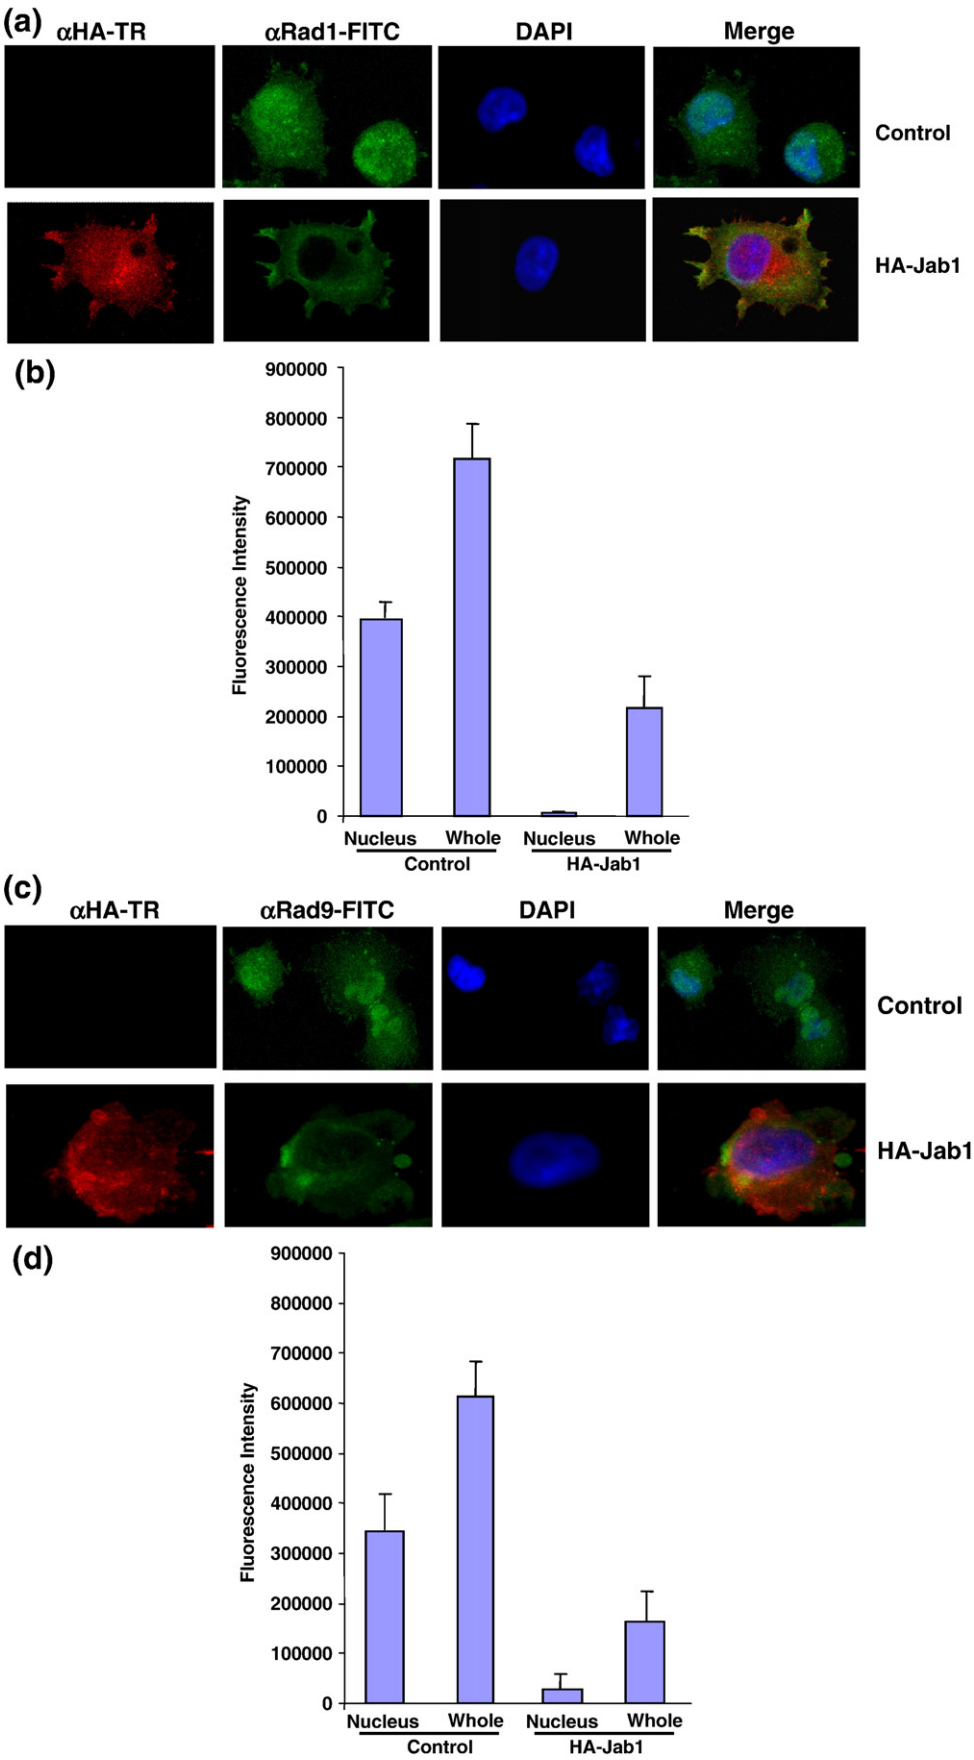 (a)
αHA-TR αRad1-FITC DAPI Merge
Control
HA-Jab1
(b)
900000
800000
700000
600000
500000
400000
300000
200000
100000
0
Fluorescence Intensity
Nucleus Whole Nucleus Whole
Control HA-Jab1
(c)
αHA-TR αRad9-FITC DAPI Merge
Control
HA-Jab1
(d)
900000
800000
700000
600000
500000
400000
300000
200000
100000
0
Fluorescence Intensity
Nucleus Whole Nucleus Whole
Control HA-Jab1